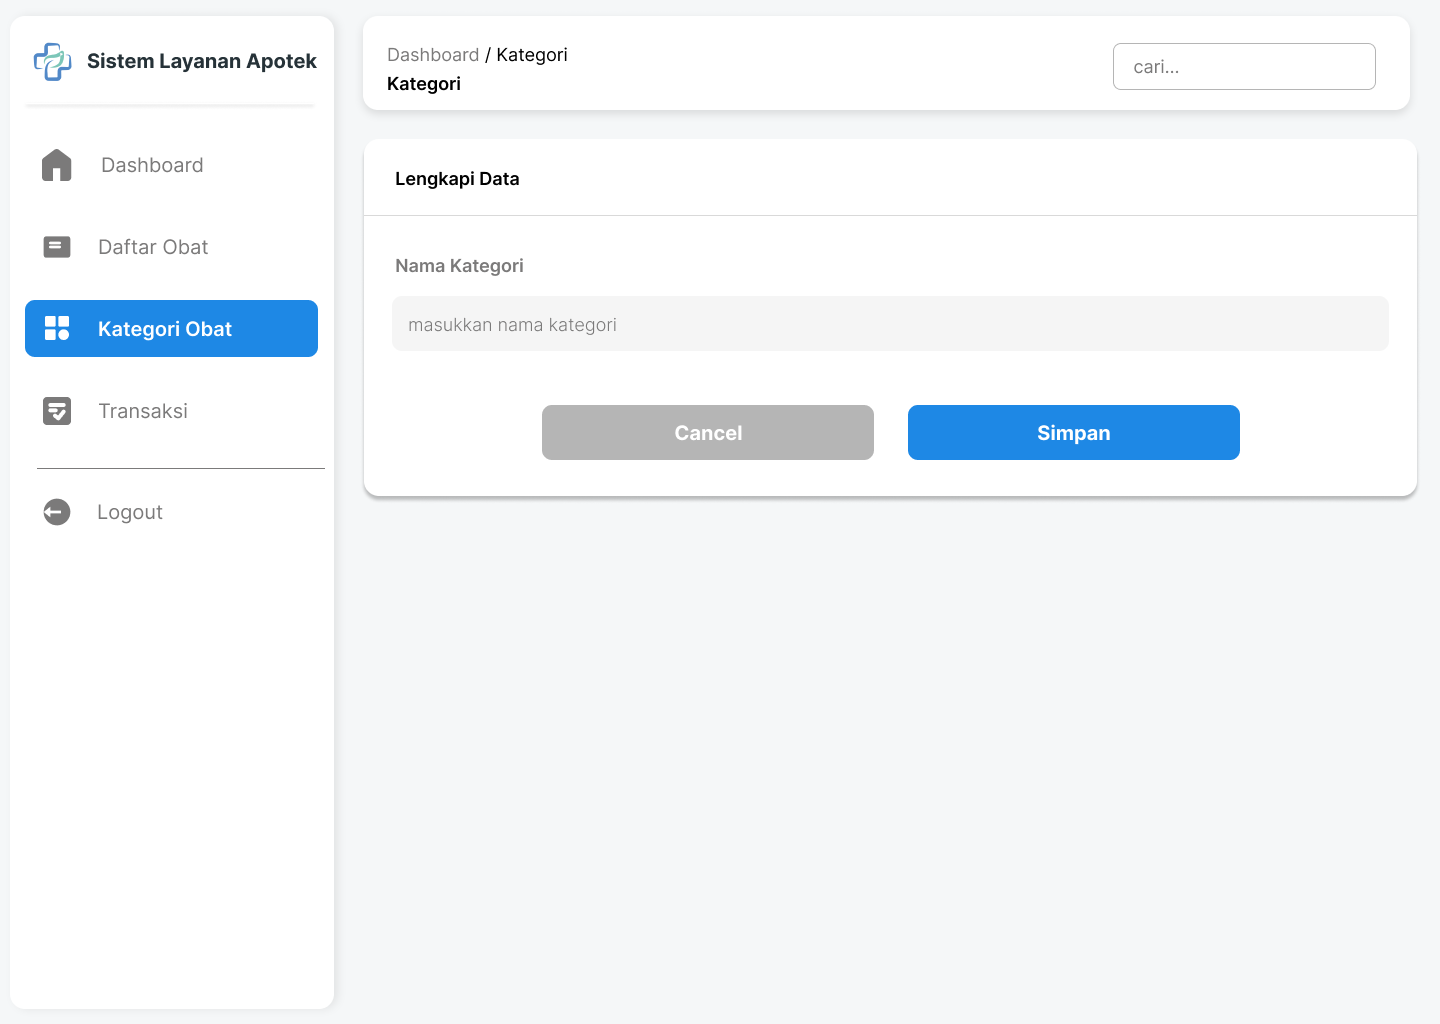 Sistem Layanan Apotek
Dashboard
Daftar Obat
Kategori Obat
Transaksi
Logout
Dashboard / Kategori
Kategori
cari...
Lengkapi Data
Nama Kategori
masukkan nama kategori
Cancel
Simpan